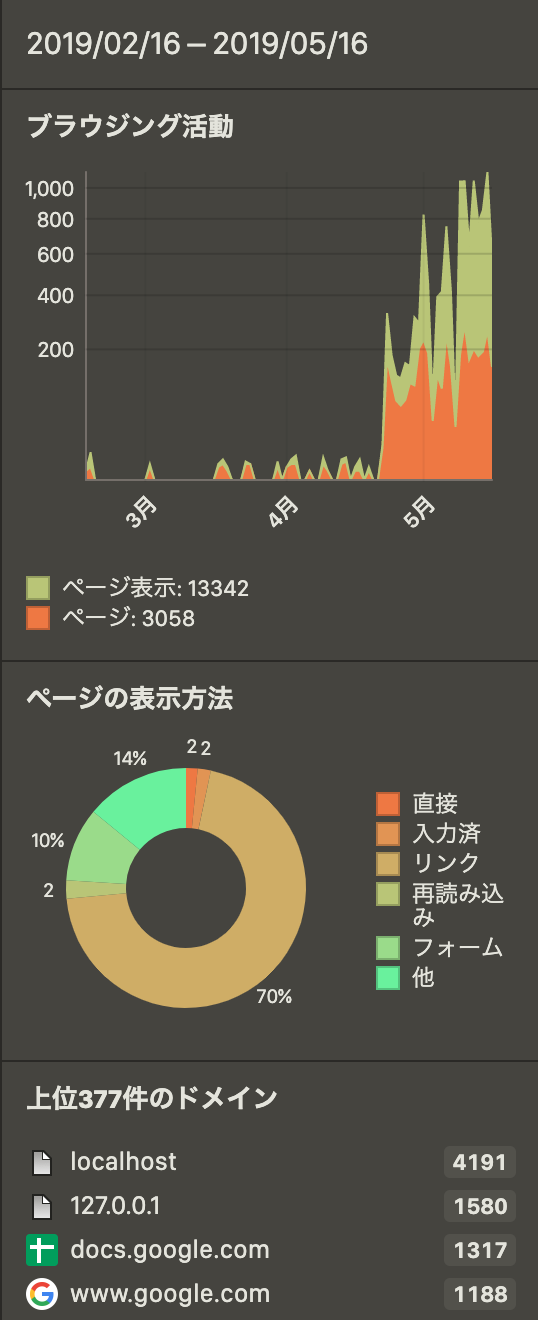 2019/02/16 – 2019/05/16
ブラウジング活動
1,000
800
600
400
200
3月
4月
5月
ページ表示: 13342
ページ: 3058
ページの表示方法
14%
2 2
10%
2
70%
直接
入力済
リンク
再読み込
み
フォーム
他
上位377件のドメイン
localhost 4191
127.0.0.1 1580
docs.google.com 1317
www.google.com 1188